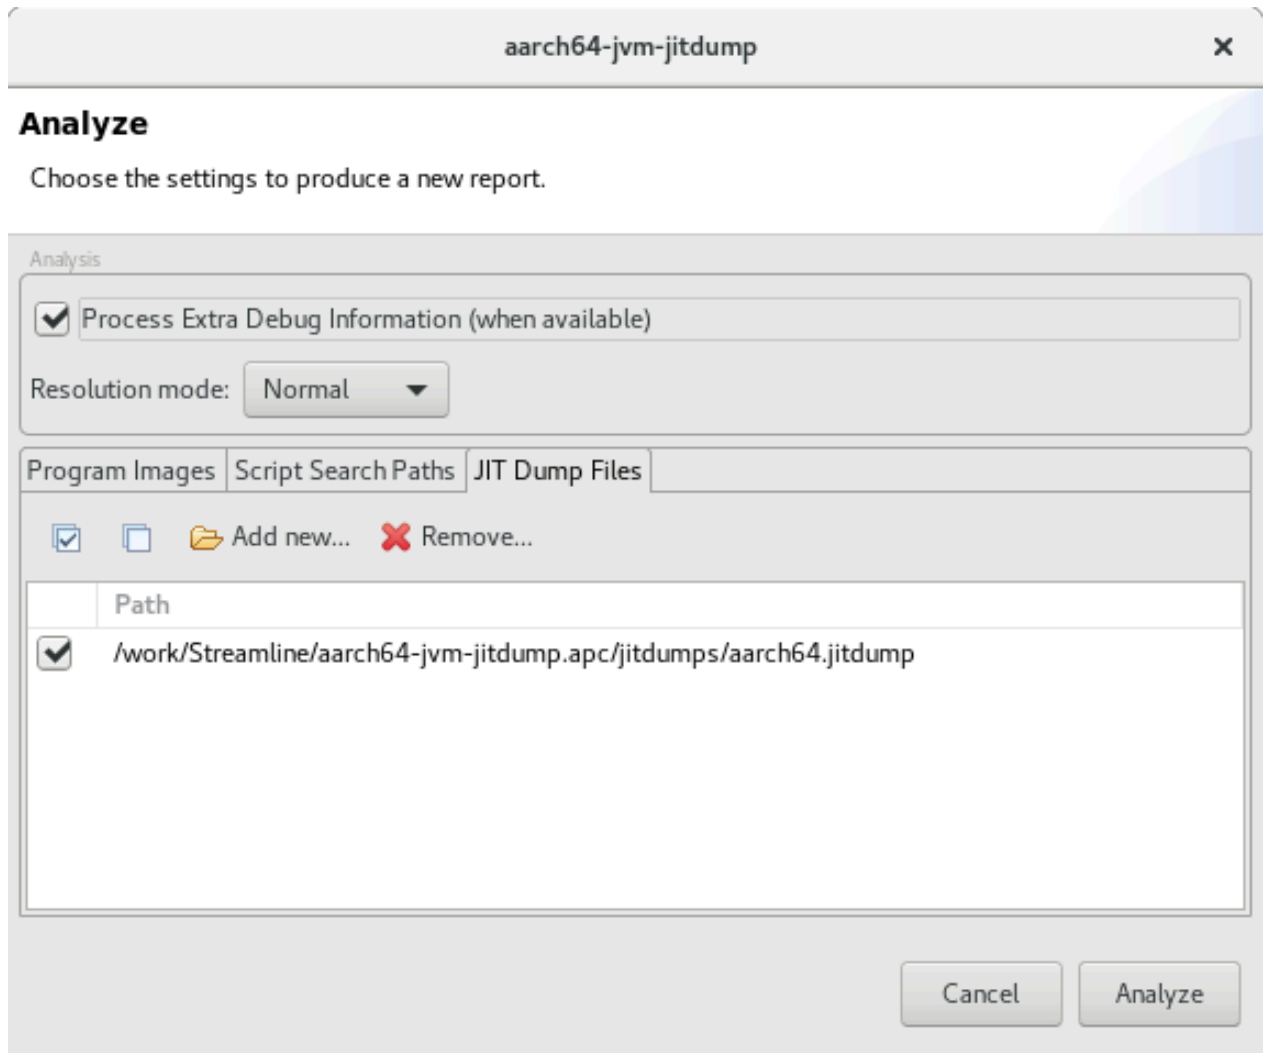 aarch64-jvm-jitdump
Analyze
Choose the settings to produce a new report.
Analysis
Process Extra Debug Information (when available)
Resolution mode: Normal
Program Images Script Search Paths JIT Dump Files
Add new... Remove...
Path
/work/Streamline/aarch64-jvm-jitdump.apc/jitdumps/aarch64.jitdump
Cancel Analyze